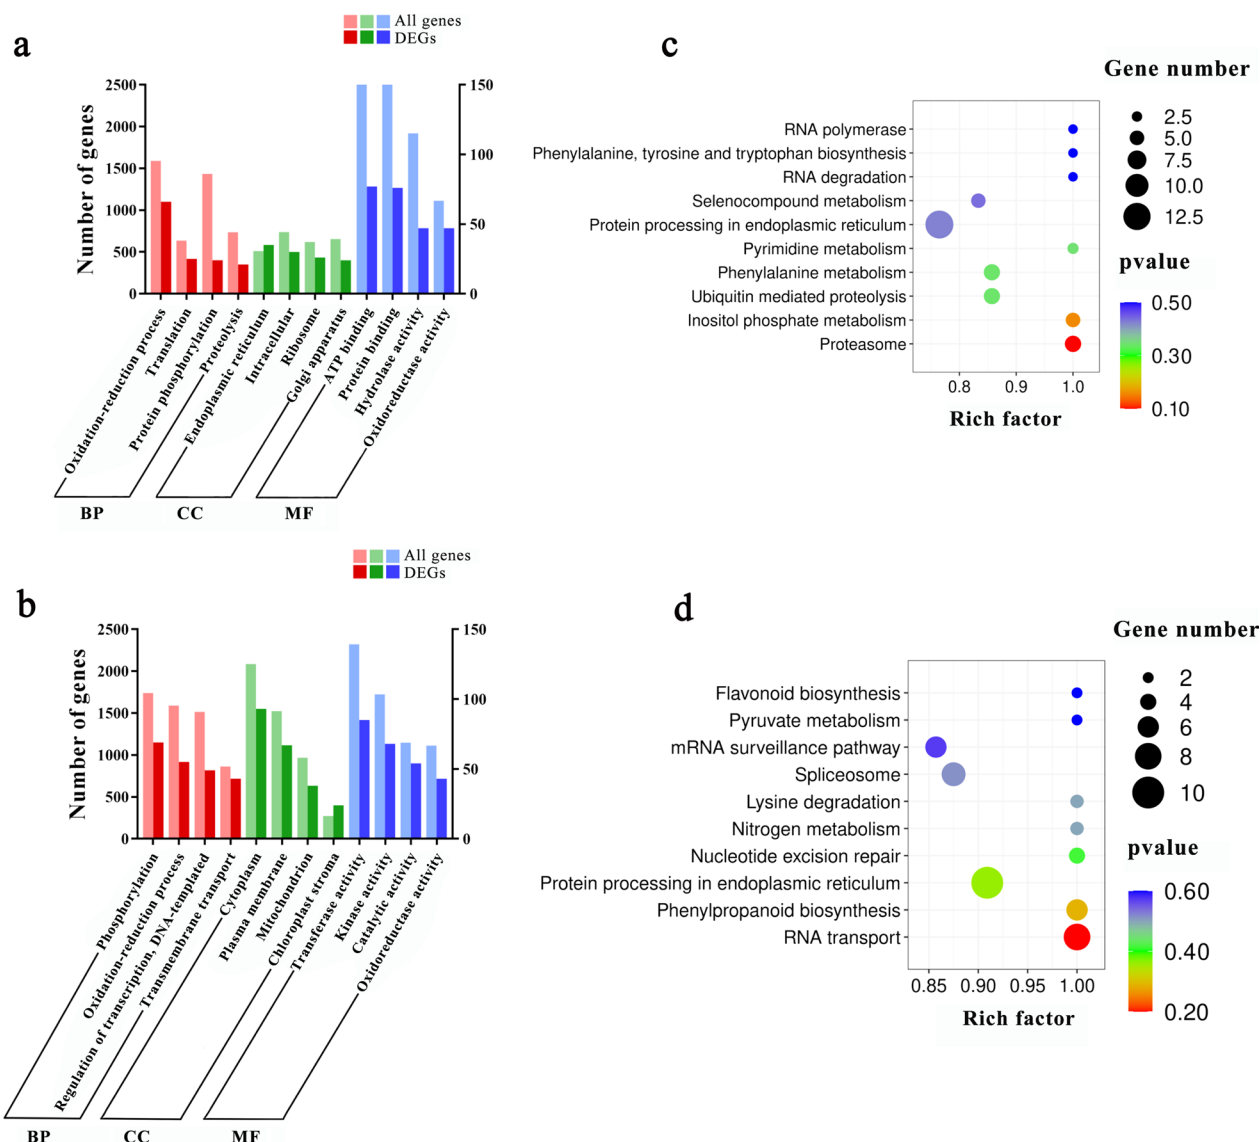 a
All genes
DEGs
Number of genes
2500
2000
1500
1000
500
0
150
100
50
0
Oxidation-reduction process
Translation
Protein phosphorylation
Proteolysis
Endoplasmic reticulum
Intracellular
Ribosome
Golgi apparatus
ATP binding
Protein binding
Hydrolase activity
Oxidoreductase activity
BP
CC
MF
c
RNA polymerase
Phenylalanine, tyrosine and tryptophan biosynthesis
RNA degradation
Selenocompound metabolism
Protein processing in endoplasmic reticulum
Pyrimidine metabolism
Phenylalanine metabolism
Ubiquitin mediated proteolysis
Inositol phosphate metabolism
Proteasome
0.8
0.9
1.0
Rich factor
Gene number
2.5
5.0
7.5
10.0
12.5
pvalue
0.50
0.30
0.10
b
All genes
DEGs
Number of genes
2500
2000
1500
1000
500
0
150
100
50
0
Phosphorylation
Oxidation-reduction process
Regulation of transcription, DNA-templated
Transmembrane transport
Cytoplasm
Plasma membrane
Mitochondrion
Chloroplast stroma
Transferase activity
Kinase activity
Catalytic activity
Oxidoreductase activity
BP
CC
MF
d
Flavonoid biosynthesis
Pyruvate metabolism
mRNA surveillance pathway
Spliceosome
Lysine degradation
Nitrogen metabolism
Nucleotide excision repair
Protein processing in endoplasmic reticulum
Phenylpropanoid biosynthesis
RNA transport
0.85
0.90
0.95
1.00
Rich factor
Gene number
2
4
6
8
10
pvalue
0.60
0.40
0.20